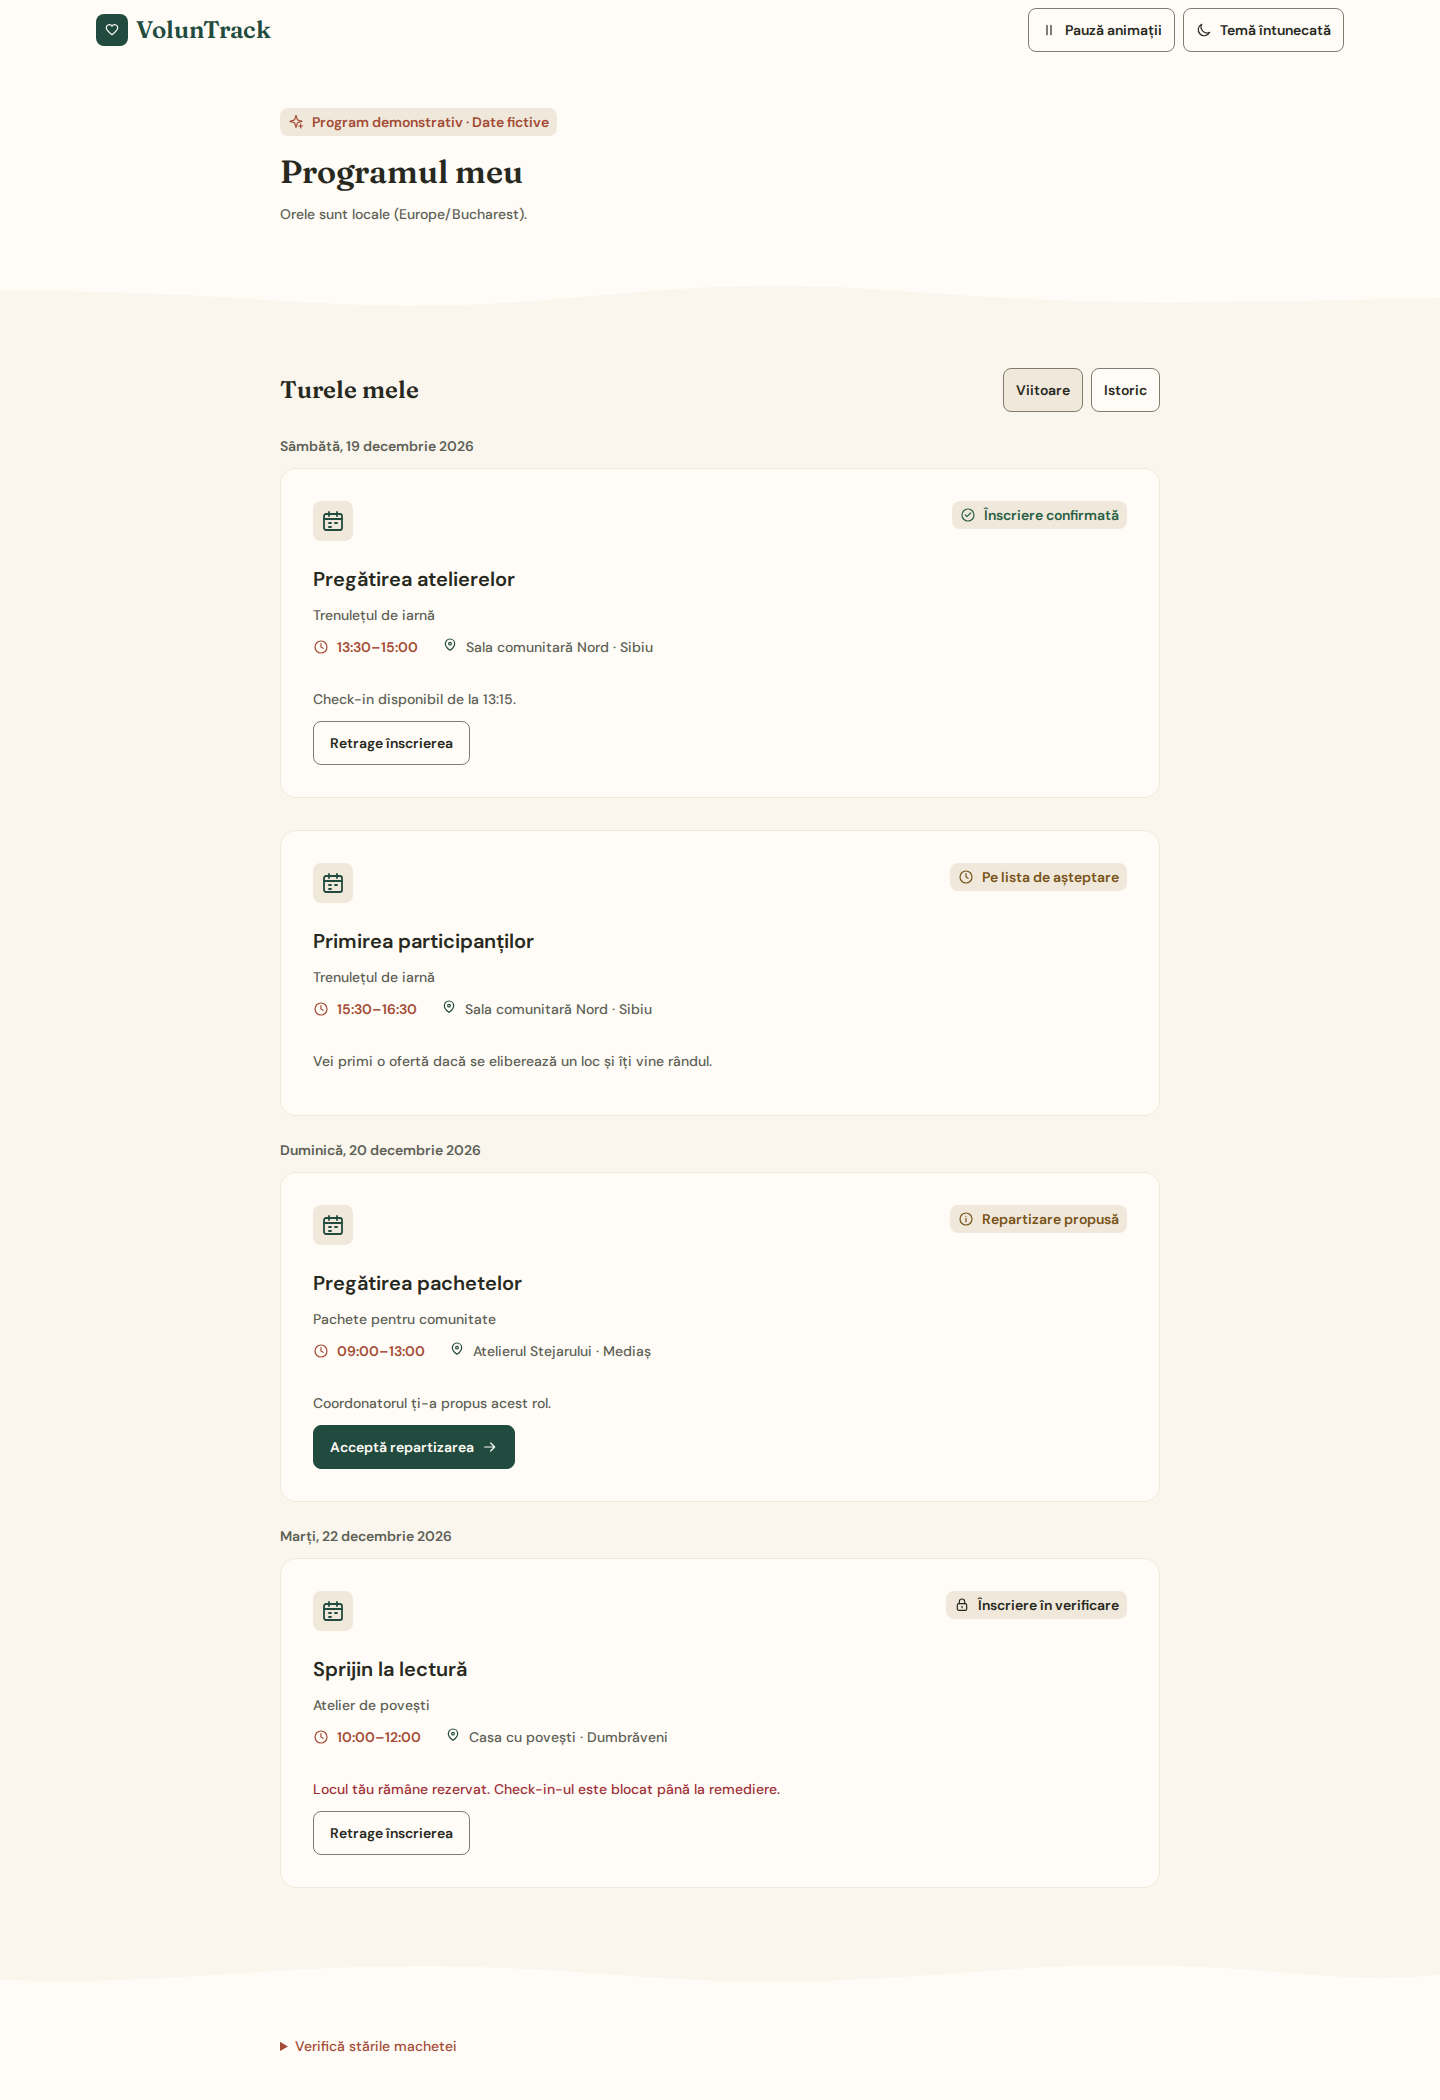 VolunTrack
Pauză animații
Temă întunecată
Program demonstrativ · Date fictive
Programul meu
Orele sunt locale (Europe/Bucharest).
Turele mele
Viitoare
Istoric
Sâmbătă, 19 decembrie 2026
Înscriere confirmată
Pregătirea atelierelor
Trenulețul de iarnă
13:30–15:00 Sala comunitară Nord · Sibiu
Check-in disponibil de la 13:15.
Retrage înscrierea
Pe lista de așteptare
Primirea participanților
Trenulețul de iarnă
15:30–16:30 Sala comunitară Nord · Sibiu
Vei primi o ofertă dacă se eliberează un loc și îți vine rândul.
Duminică, 20 decembrie 2026
Repartizare propusă
Pregătirea pachetelor
Pachete pentru comunitate
09:00–13:00 Atelierul Stejarului · Mediaș
Coordonatorul ți-a propus acest rol.
Acceptă repartizarea →
Marți, 22 decembrie 2026
Înscriere în verificare
Sprijin la lectură
Atelier de povești
10:00–12:00 Casa cu povești · Dumbrăveni
Locul tău rămâne rezervat. Check-in-ul este blocat până la remediere.
Retrage înscrierea
Verifică stările machetei